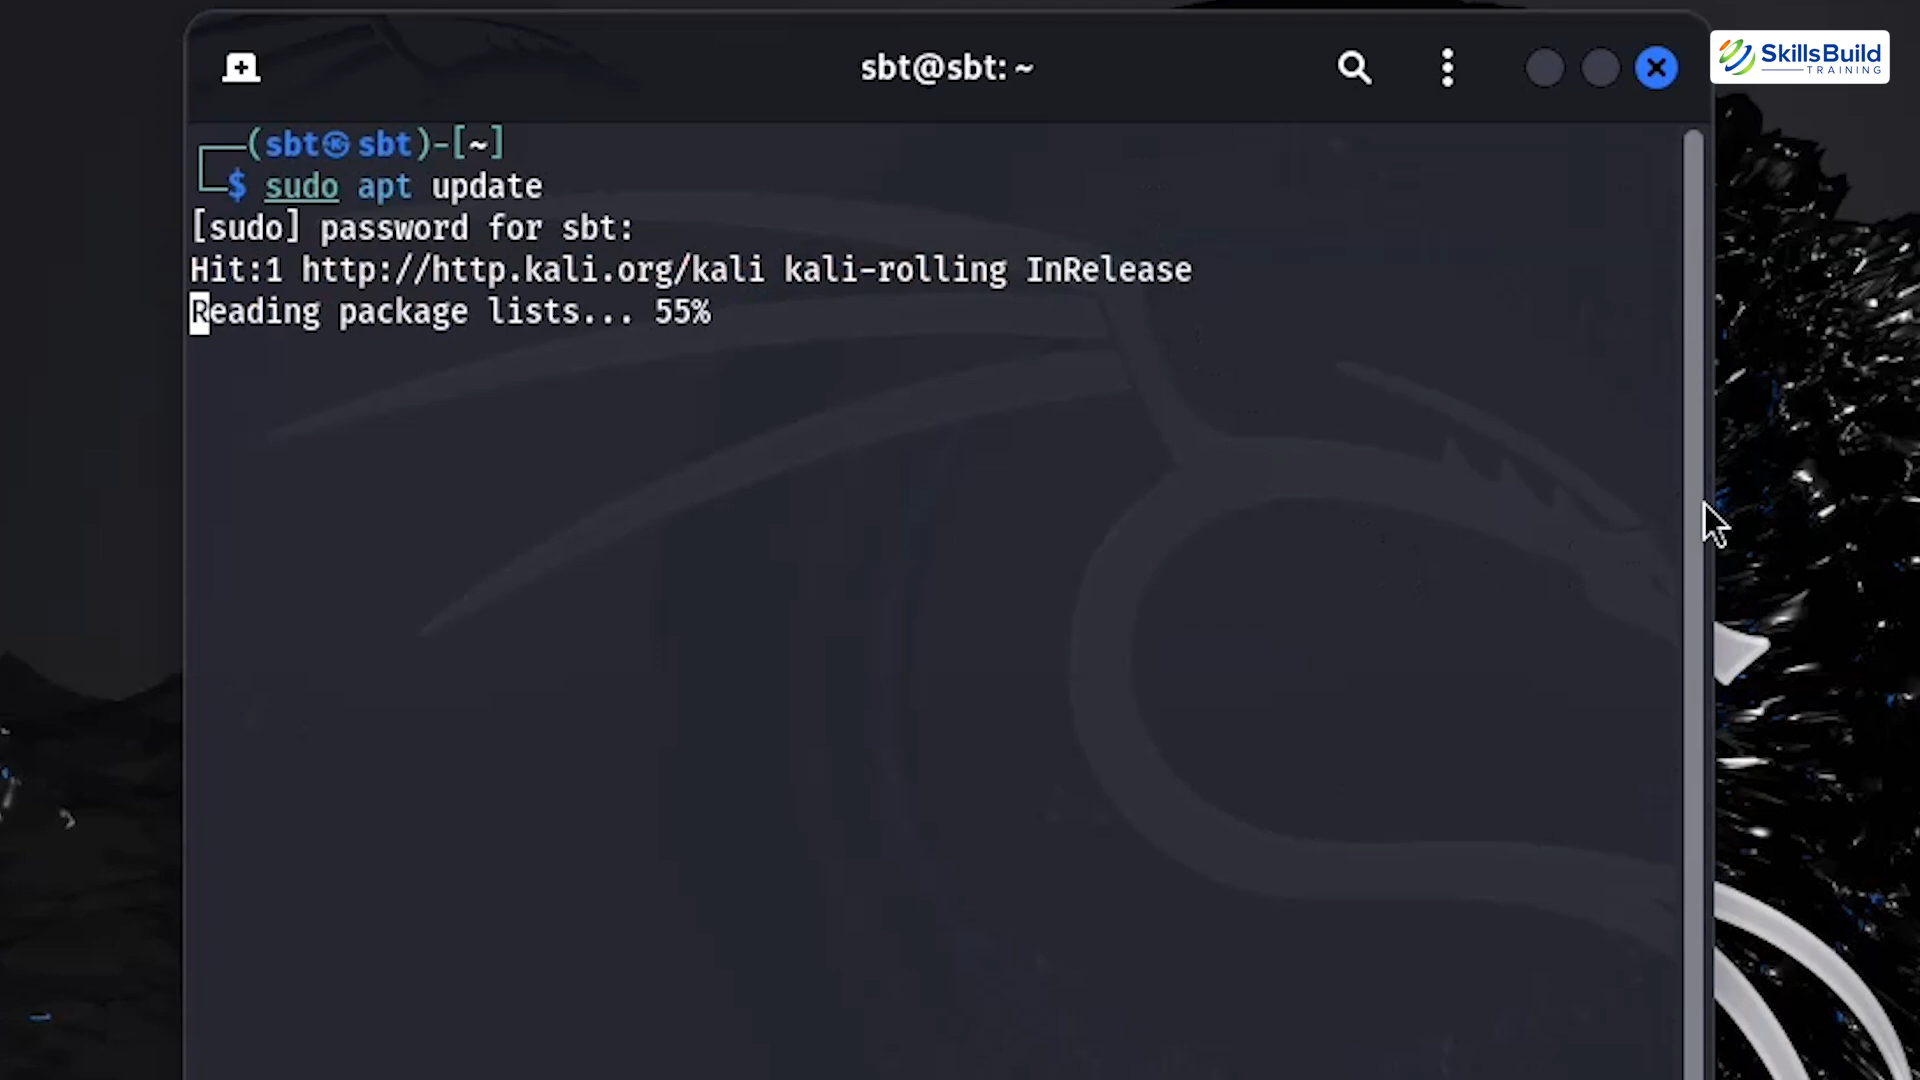 sbt@sbt: ~
SkillsBuild
TRAINING
┌──(sbt㉿sbt)-[~]
└─$ sudo apt update
[sudo] password for sbt:
Hit:1 http://http.kali.org/kali kali-rolling InRelease
Reading package lists... 55%